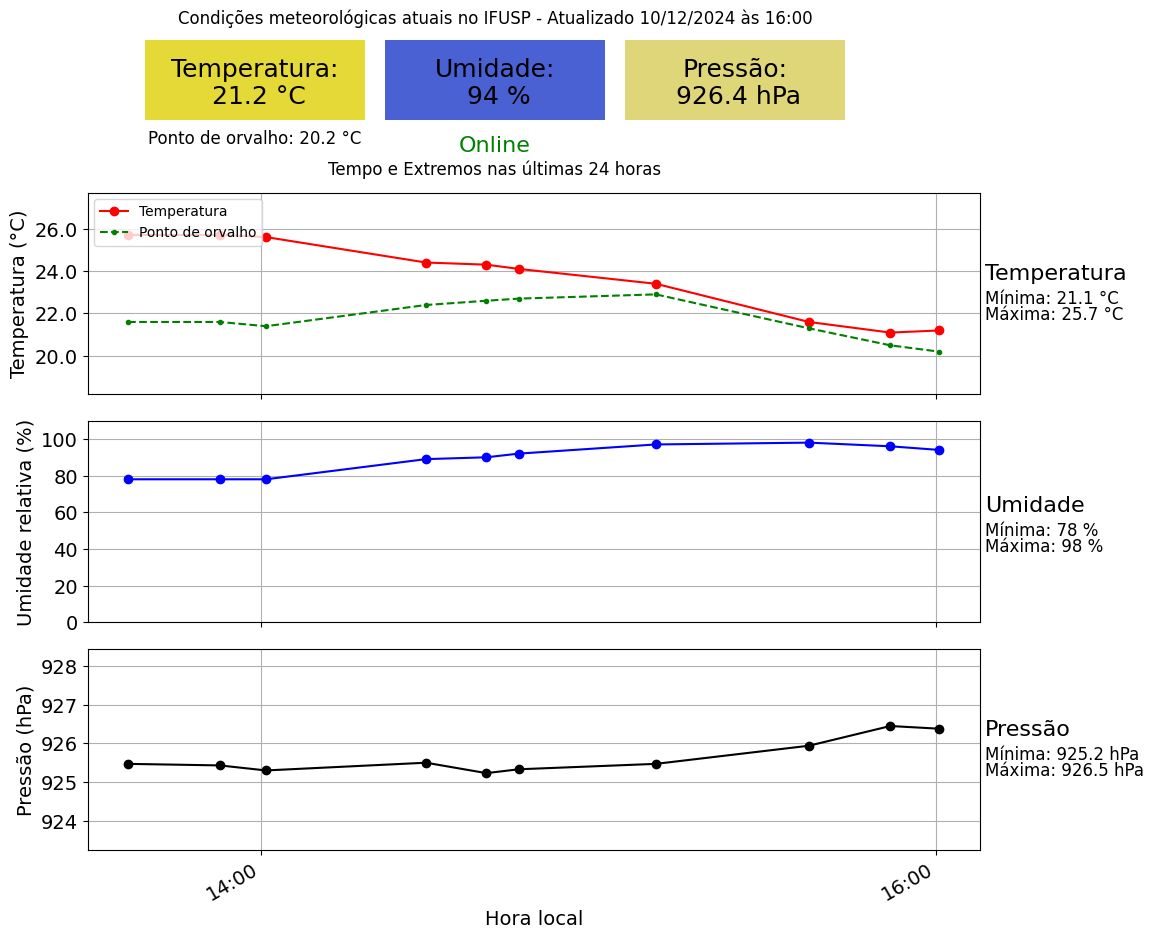 Condições meteorológicas atuais no IFUSP - Atualizado 10/12/2024 às 16:00
Temperatura:
21.2 °C
Umidade:
94 %
Pressão:
926.4 hPa
Ponto de orvalho: 20.2 °C
Online
Tempo e Extremos nas últimas 24 horas
Temperatura (°C)
26.0
24.0
22.0
20.0
Temperatura
Ponto de orvalho
Temperatura
Mínima: 21.1 °C
Máxima: 25.7 °C
Umidade relativa (%)
100
80
60
40
20
0
Umidade
Mínima: 78 %
Máxima: 98 %
Pressão (hPa)
928
927
926
925
924
Pressão
Mínima: 925.2 hPa
Máxima: 926.5 hPa
14:00
16:00
Hora local